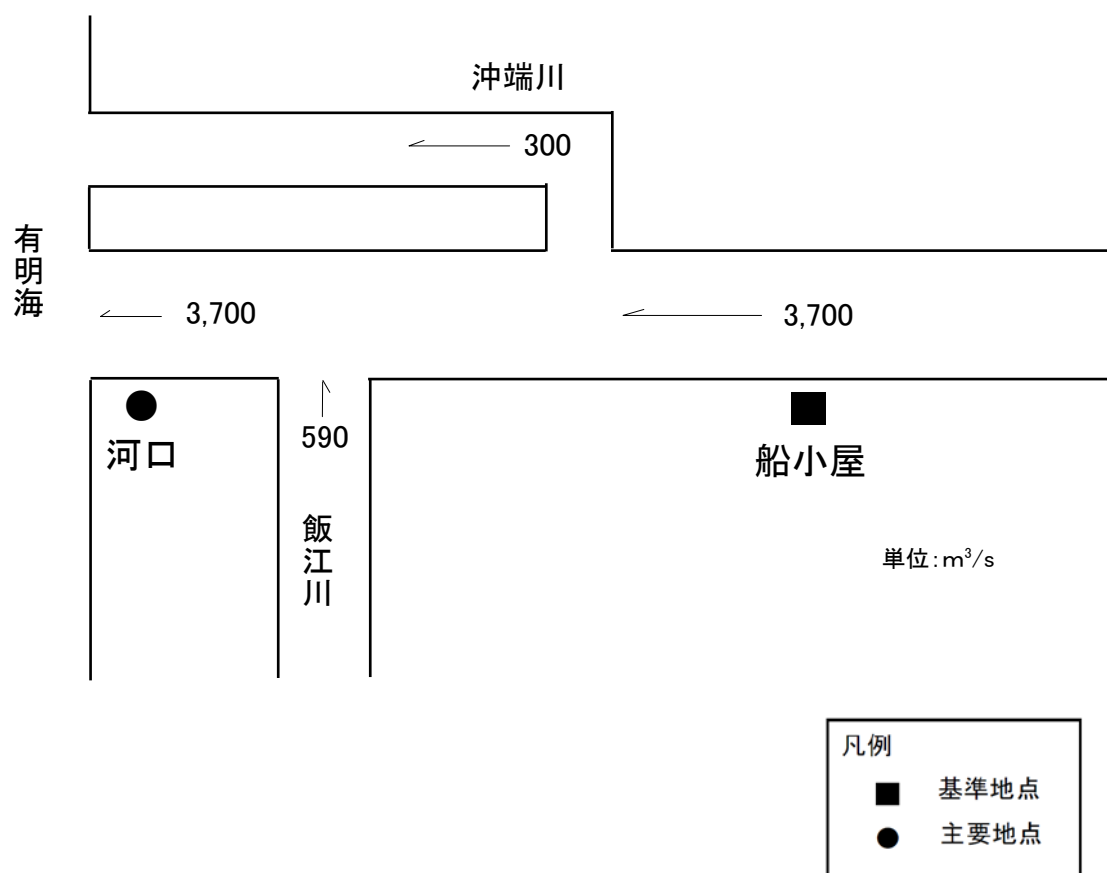 沖端川
300
有明海
3,700
3,700
590
河口
船小屋
飯江川
単位:m³/s
凡例
■ 基準地点
● 主要地点